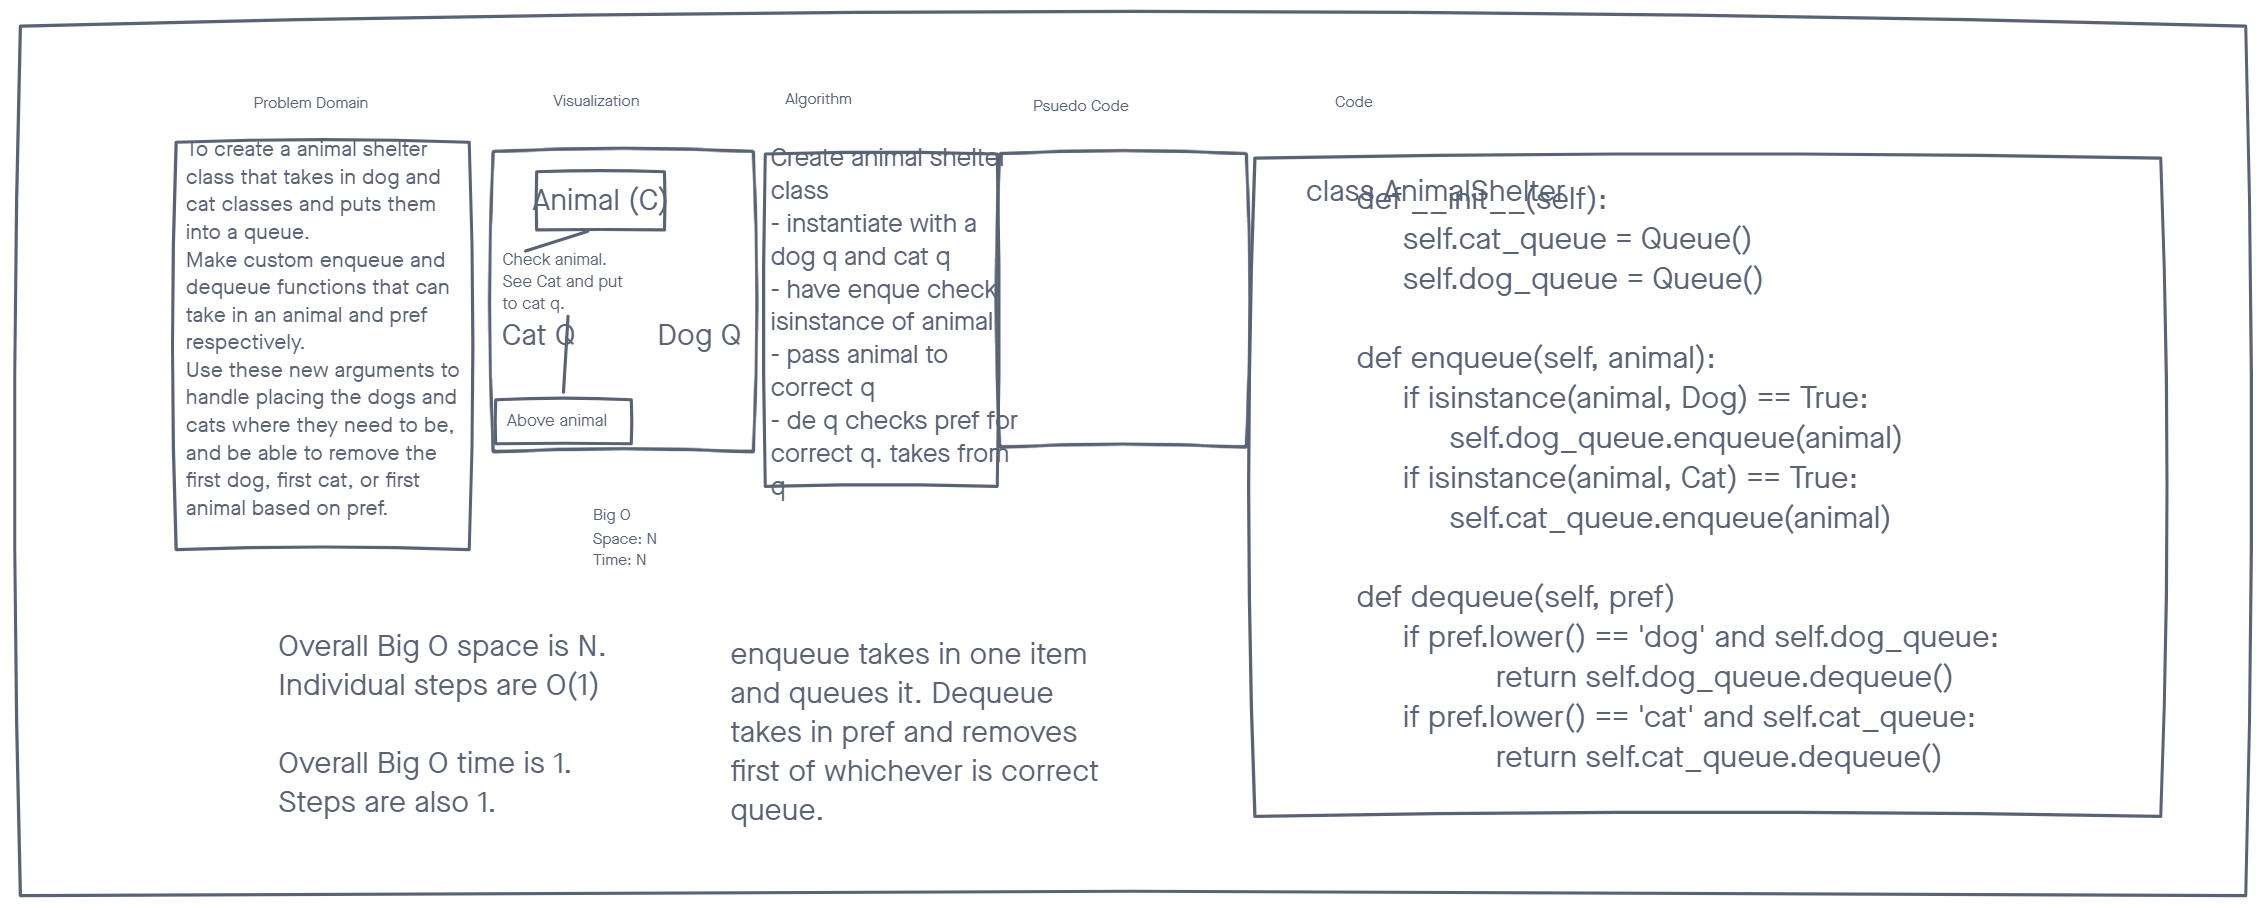 Problem Domain
To create a animal shelter
class that takes in dog and
cat classes and puts them
into a queue.
Make custom enqueue and
dequeue functions that can
take in an animal and pref
respectively.
Use these new arguments to
handle placing the dogs and
cats where they need to be,
and be able to remove the
first dog, first cat, or first
animal based on pref.
Visualization
Animal (C)
Check animal.
See Cat and put
to cat q.
Cat Q
Dog Q
Above animal
Big O
Space: N
Time: N
Algorithm
Create animal shelter
class
- instantiate with a
dog q and cat q
- have enque check
isinstance of animal
- pass animal to
correct q
- de q checks pref for
correct q. takes from
q
Psuedo Code
Code
class AnimalShelter
def __init__(self):
self.cat_queue = Queue()
self.dog_queue = Queue()
def enqueue(self, animal):
if isinstance(animal, Dog) == True:
self.dog_queue.enqueue(animal)
if isinstance(animal, Cat) == True:
self.cat_queue.enqueue(animal)
def dequeue(self, pref)
if pref.lower() == 'dog' and self.dog_queue:
return self.dog_queue.dequeue()
if pref.lower() == 'cat' and self.cat_queue:
return self.cat_queue.dequeue()
Overall Big O space is N.
Individual steps are O(1)
Overall Big O time is 1.
Steps are also 1.
enqueue takes in one item
and queues it. Dequeue
takes in pref and removes
first of whichever is correct
queue.